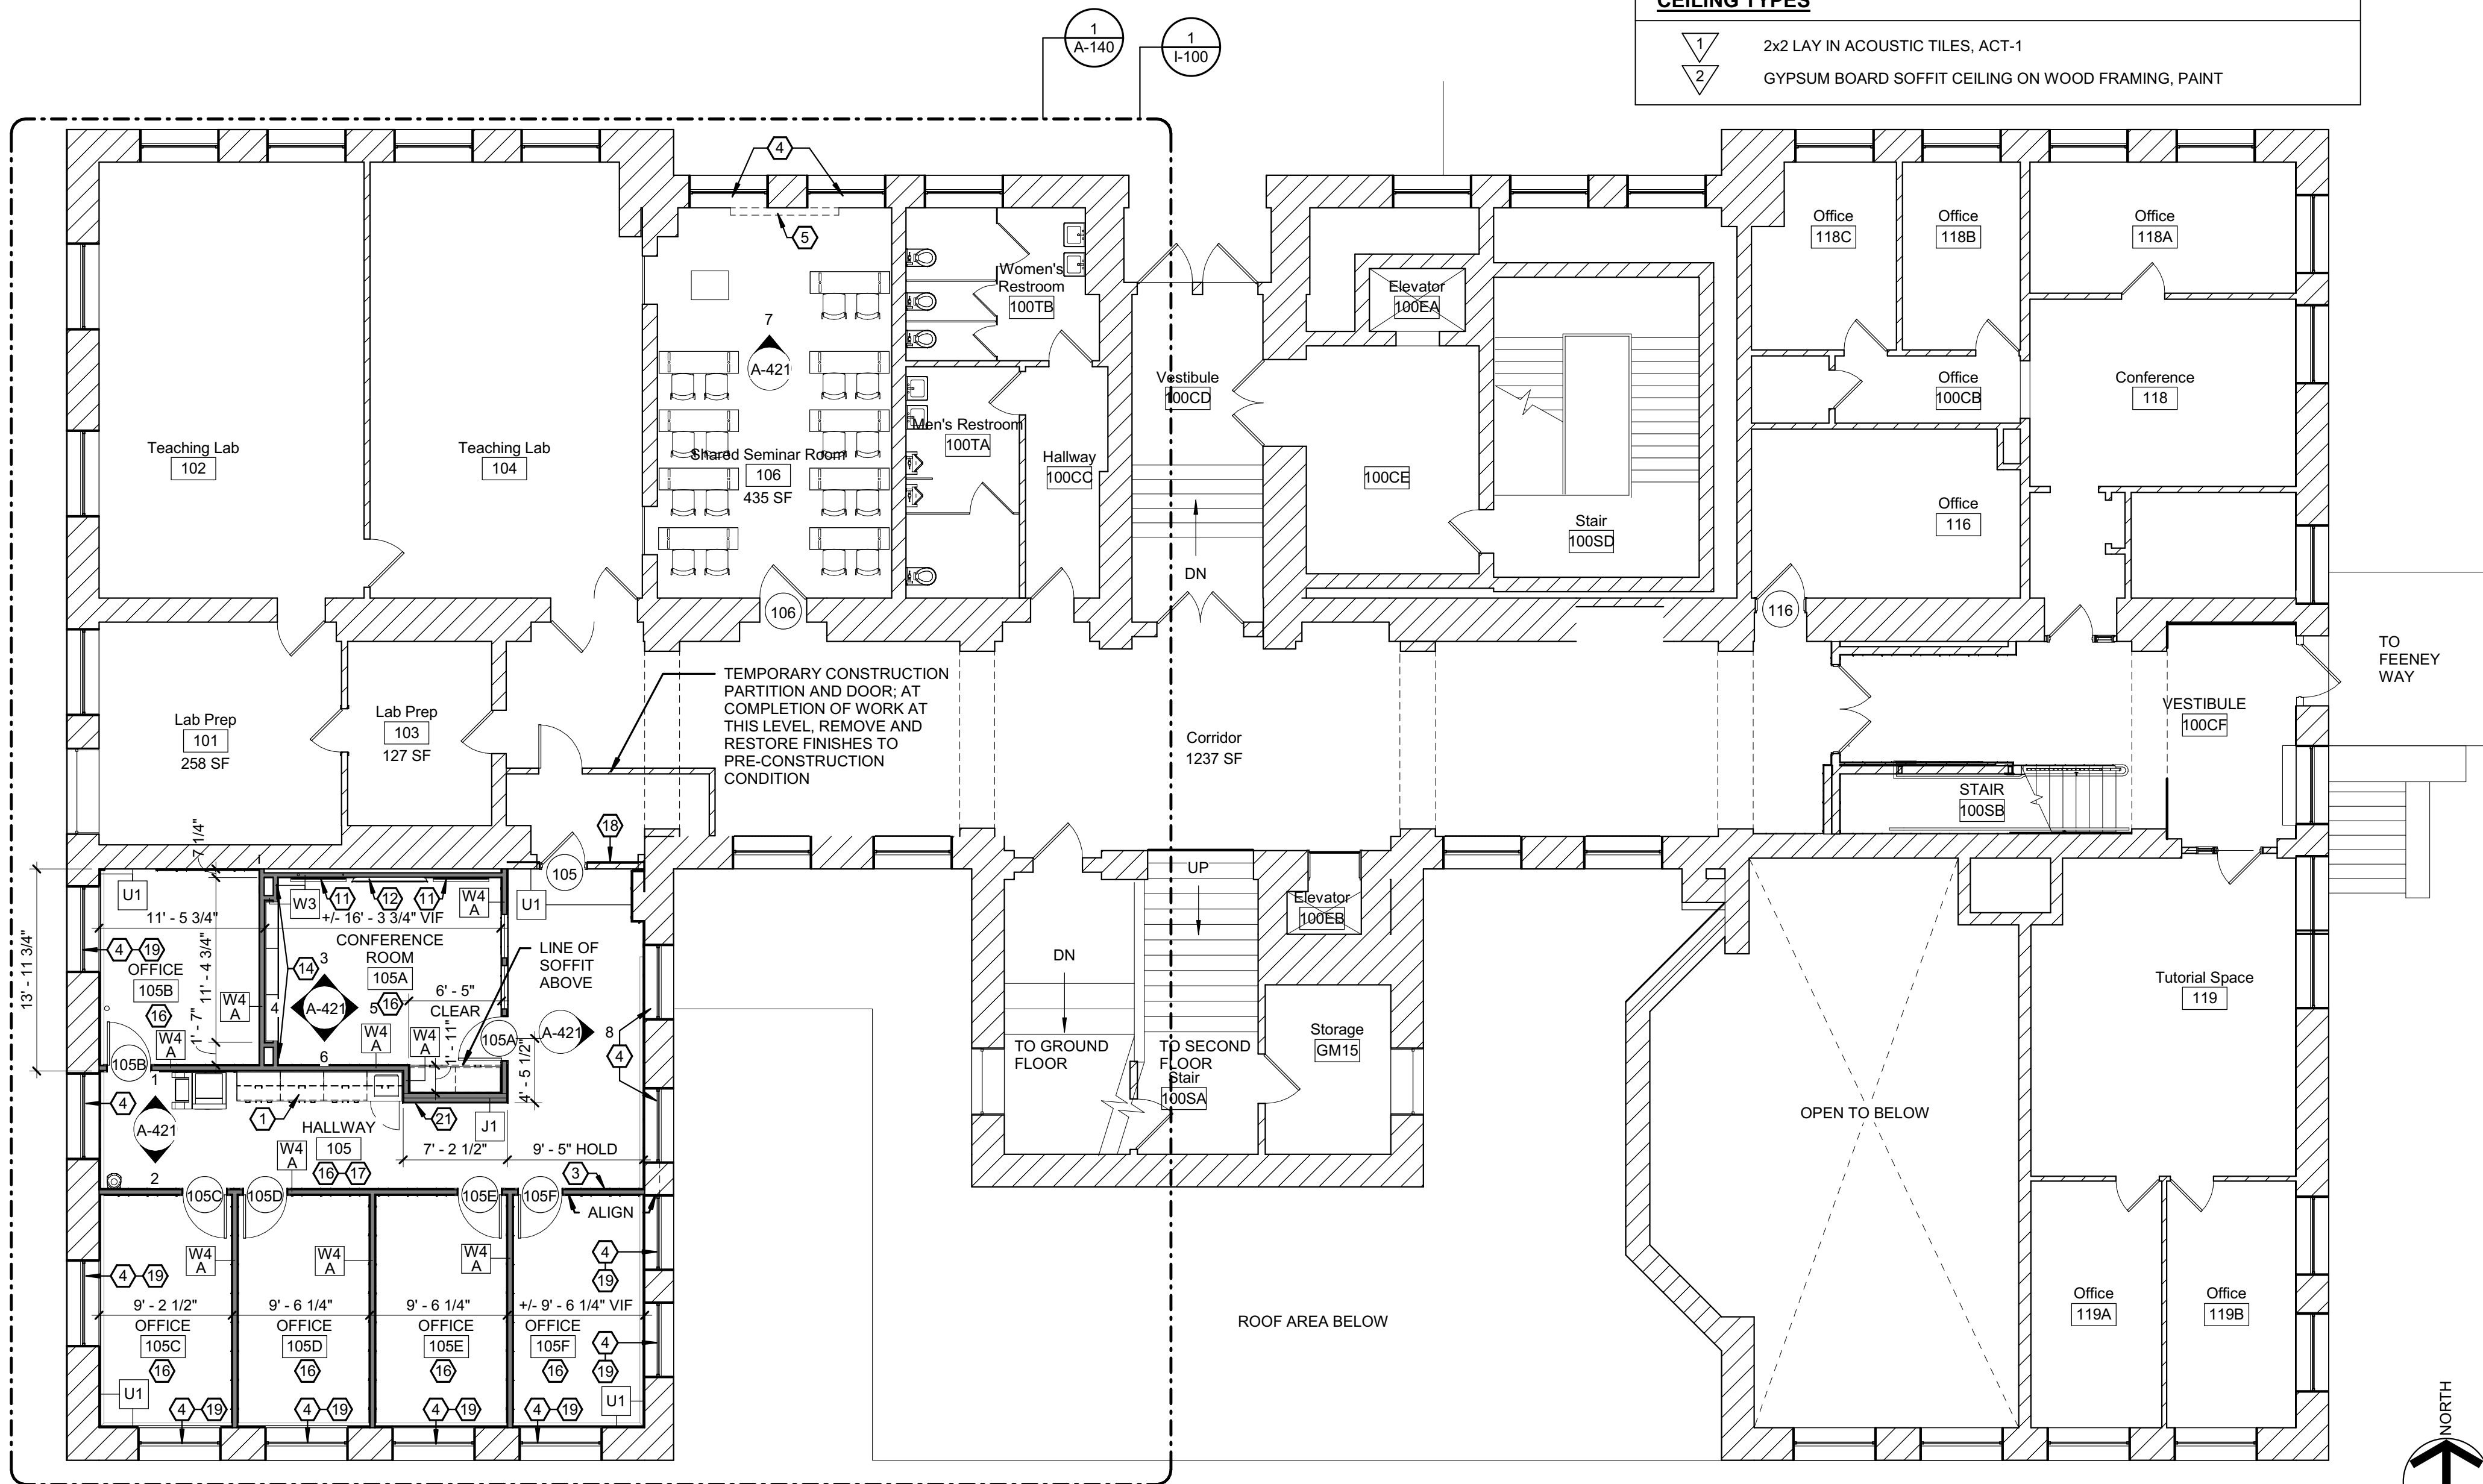 CEILING TYPES
1
2x2 LAY IN ACOUSTIC TILES, ACT-1
2
GYPSUM BOARD SOFFIT CEILING ON WOOD FRAMING, PAINT
1
A-140
1
I-100
4
5
Women's
Restroom
100TB
7
A-421
Elevator
100EA
Office
118C
Office
118B
Office
118A
Vestibule
100CD
Office
100CB
Conference
118
Teaching Lab
102
Teaching Lab
104
Shared Seminar Room
106
435 SF
Men's Restroom
100TA
Hallway
100CC
100CE
Stair
100SD
Office
116
DN
106
116
TO
FEENEY
WAY
TEMPORARY CONSTRUCTION
PARTITION AND DOOR; AT
COMPLETION OF WORK AT
THIS LEVEL, REMOVE AND
RESTORE FINISHES TO
PRE-CONSTRUCTION
CONDITION
Lab Prep
101
258 SF
Lab Prep
103
127 SF
Corridor
1237 SF
VESTIBULE
100CF
STAIR
100SB
18
7 1/4"
105
UP
Elevator
100EB
U1
W3
11
12
11
W4
A
U1
11' - 5 3/4"
+/- 16' - 3 3/4" VIF
13' - 11 3/4"
4
19
OFFICE
105B
16
11' - 4 3/4"
1' - 7"
W4
A
W4
A
CONFERENCE
ROOM
105A
14
3
4
A-421
5
16
6
6' - 5"
CLEAR
W4
A
W4
A
1' - 11"
LINE OF
SOFFIT
ABOVE
105A
A-421
8
4
4' - 5 1/2"
DN
TO GROUND
FLOOR
TO SECOND
FLOOR
Stair
100SA
Storage
GM15
Tutorial Space
119
OPEN TO BELOW
105B
4
1
A-421
2
1
HALLWAY
105
16
17
W4
A
21
J1
7' - 2 1/2"
9' - 5" HOLD
3
105C
105D
105E
105F
ALIGN
W4
A
W4
A
W4
A
4
19
4
19
9' - 2 1/2"
9' - 6 1/4"
9' - 6 1/4"
+/- 9' - 6 1/4" VIF
OFFICE
105C
16
OFFICE
105D
16
OFFICE
105E
16
OFFICE
105F
16
4
19
U1
4
19
4
19
4
19
4
19
U1
ROOF AREA BELOW
Office
119A
Office
119B
NORTH